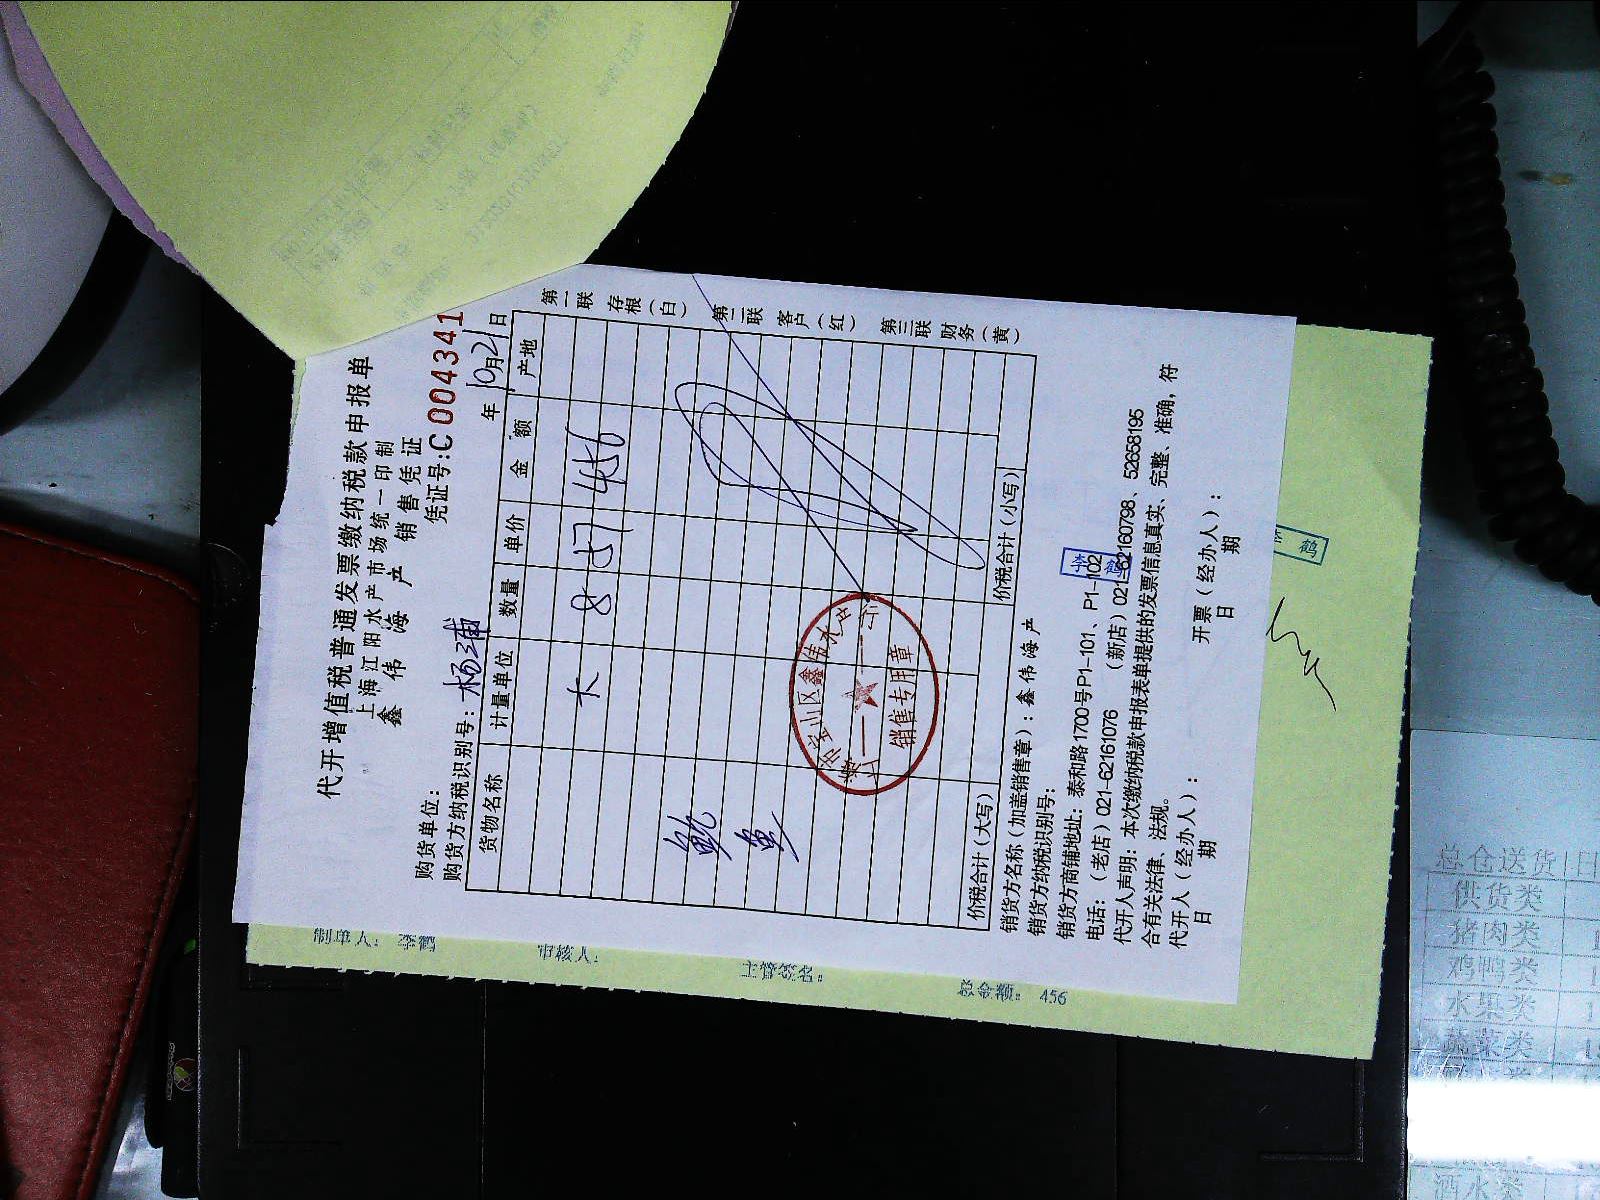 代开增值税普通发票缴纳税款申报单
上海江阳水产市场统一印制
鑫伟海产 销售凭证
购货单位：
凭证号:C 004341
购货方纳税识别号：杨浦
年 10月21日
货物名称 计量单位 数量 单价 金额 产地
8 57 456
鱼
价税合计（大写） 价税合计（小写）
第一联 存根（白）
第二联 客户（红）
第三联 财务（黄）
销售专用章
销货方名称（加盖销售章）：鑫伟海产
销货方纳税识别号：
销货方商铺地址：泰和路1700号P1-101、P1-102
电话：（老店）021-62161076 （新店）021-62160798、52658195
代开人声明：本次缴纳税款申报表单提供的发票信息真实、完整、准确，符
合有关法律、法规。
代开人（经办人）： 开票（经办人）：
日 期 日 期
鹤
制单人：
审核人：
主管签名：
总金额： 456
总仓送货 日
供货类
猪肉类
鸡鸭类
水果类
蔬菜类
酒水类